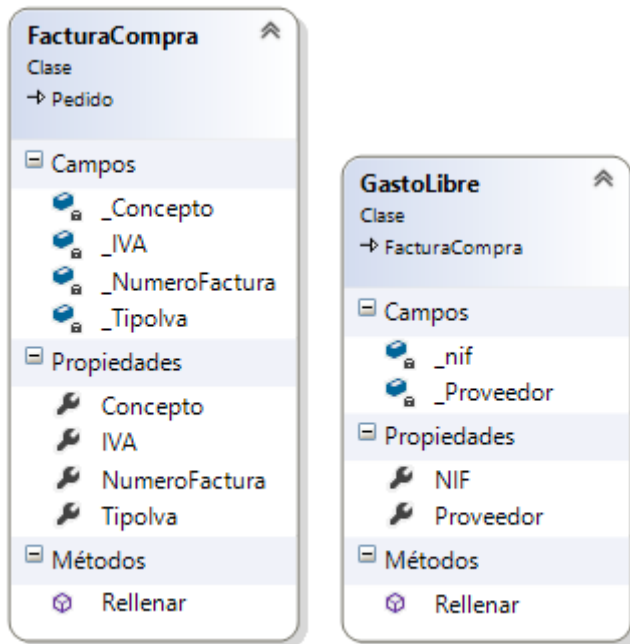 FacturaCompra
Clase
Pedido
Campos
_Concepto
_IVA
_NumeroFactura
_TipoIva
Propiedades
Concepto
IVA
NumeroFactura
TipoIva
Métodos
Rellenar
GastoLibre
Clase
FacturaCompra
Campos
_nif
_Proveedor
Propiedades
NIF
Proveedor
Métodos
Rellenar